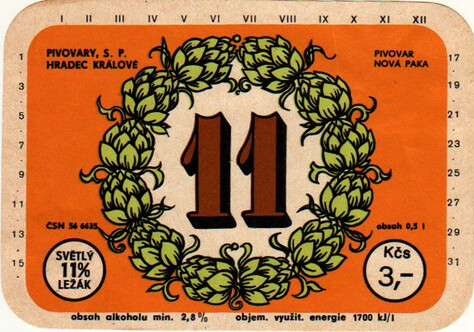 I II III IV V VI VII VIII IX X XI XII
PIVOVARY, S. P.
HRADEC KRÁLOVÉ
PIVOVAR
NOVÁ PAKA
1
3
5
7
9
11
13
15
17
19
21
23
25
27
29
31
11
ČSN 56 6635
obsah 0,5 l
SVĚTLÝ
11%
LEŽÁK
Kčs
3,–
obsah alkoholu min. 2,8% objem. využit. energie 1700 kJ/l